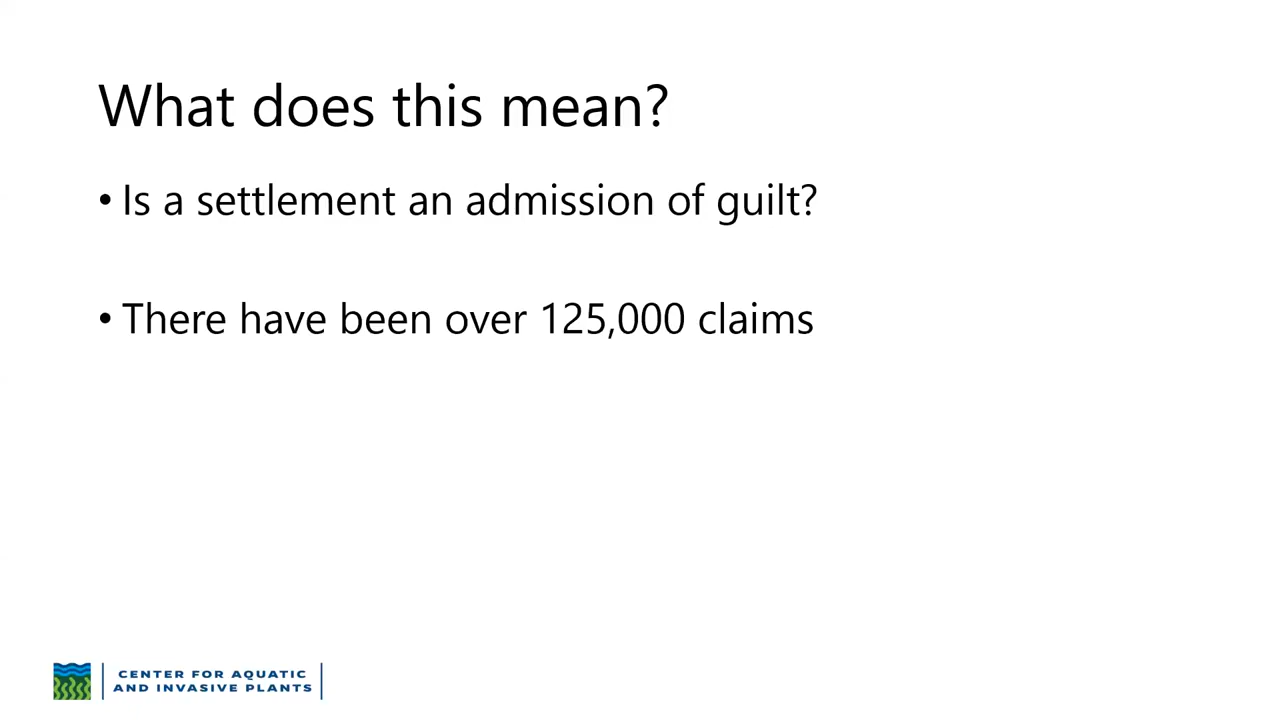 What does this mean?
• Is a settlement an admission of guilt?
• There have been over 125,000 claims
CENTER FOR AQUATIC
AND INVASIVE PLANTS